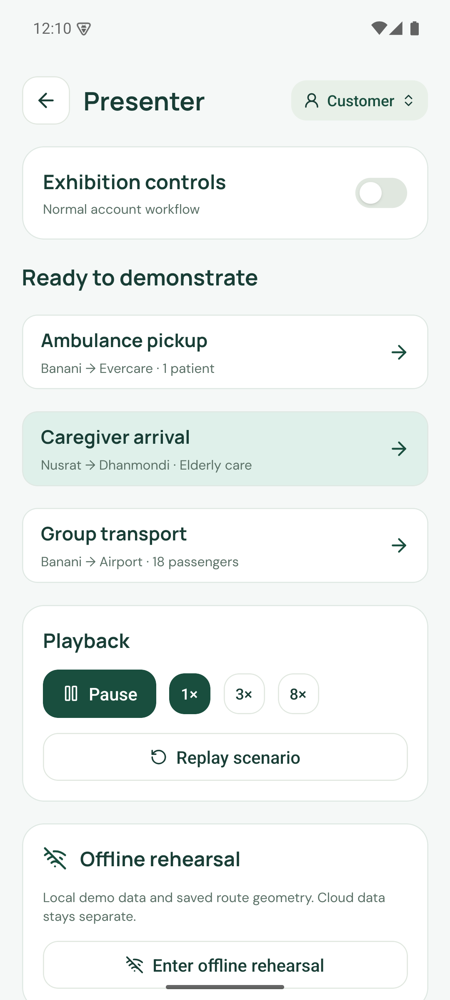 12:10
Presenter
Customer
Exhibition controls
Normal account workflow
Ready to demonstrate
Ambulance pickup
Banani → Evercare · 1 patient
Caregiver arrival
Nusrat → Dhanmondi · Elderly care
Group transport
Banani → Airport · 18 passengers
Playback
Pause
1×
3×
8×
Replay scenario
Offline rehearsal
Local demo data and saved route geometry. Cloud data
stays separate.
Enter offline rehearsal